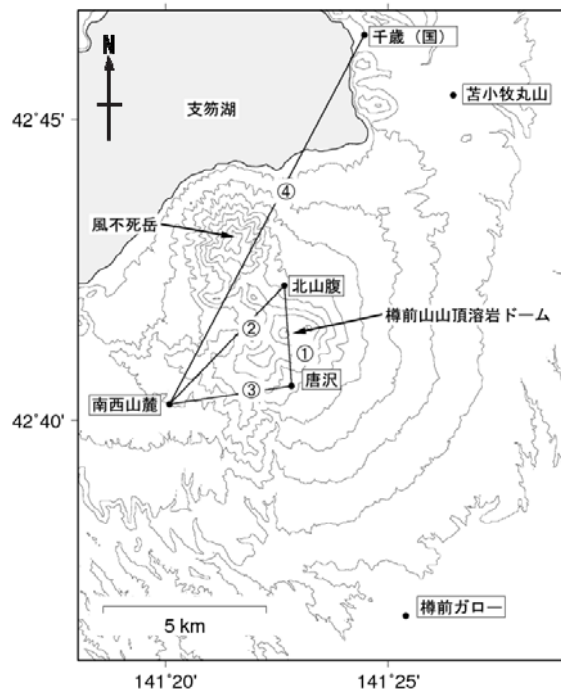 千歳（国）
N
苫小牧丸山
42°45'
支笏湖
④
風不死岳
北山腹
樽前山山頂溶岩ドーム
②
①
唐沢
③
南西山麓
42°40'
樽前ガロー
5 km
141°20'
141°25'